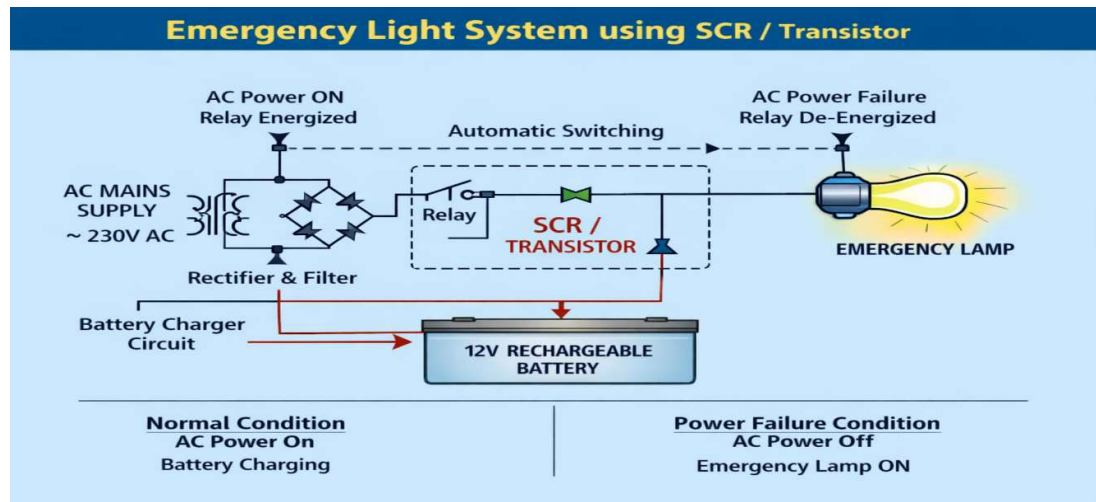 Emergency Light System using SCR / Transistor
AC Power ON
Relay Energized
AC Power Failure
Relay De-Energized
Automatic Switching
AC MAINS
SUPPLY
~ 230V AC
Relay
SCR /
TRANSISTOR
EMERGENCY LAMP
Rectifier & Filter
Battery Charger
Circuit
12V RECHARGEABLE
BATTERY
Normal Condition
AC Power On
Battery Charging
Power Failure Condition
AC Power Off
Emergency Lamp ON